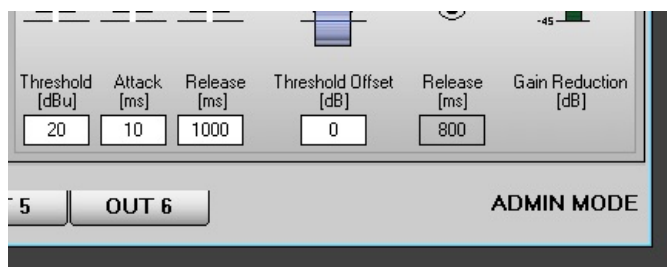 -45
Threshold Attack Release Threshold Offset Release Gain Reduction
[dBu] [ms] [ms] [dB] [ms] [dB]
20 10 1000 0 800
5 OUT 6 ADMIN MODE